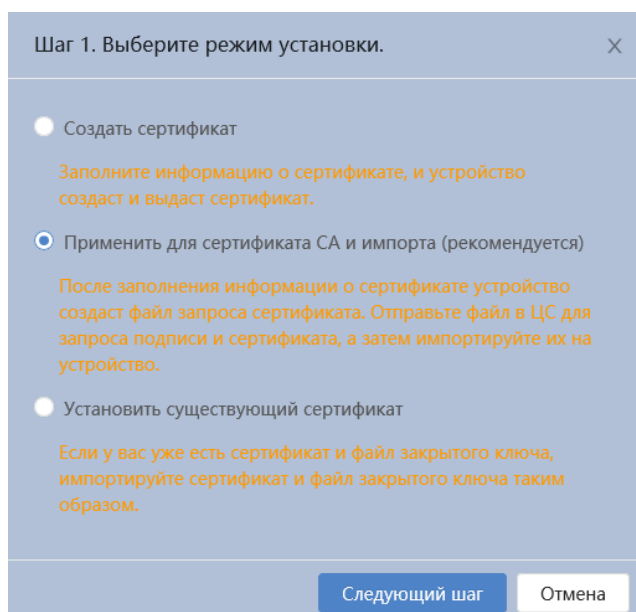 Шаг 1. Выберите режим установки.
Создать сертификат
Заполните информацию о сертификате, и устройство
создаст и выдаст сертификат.
Применить для сертификата CA и импорта (рекомендуется)
После заполнения информации о сертификате устройство
создаст файл запроса сертификата. Отправьте файл в ЦС для
запроса подписи и сертификата, а затем импортируйте их на
устройство.
Установить существующий сертификат
Если у вас уже есть сертификат и файл закрытого ключа,
импортируйте сертификат и файл закрытого ключа таким
образом.
Следующий шаг
Отмена